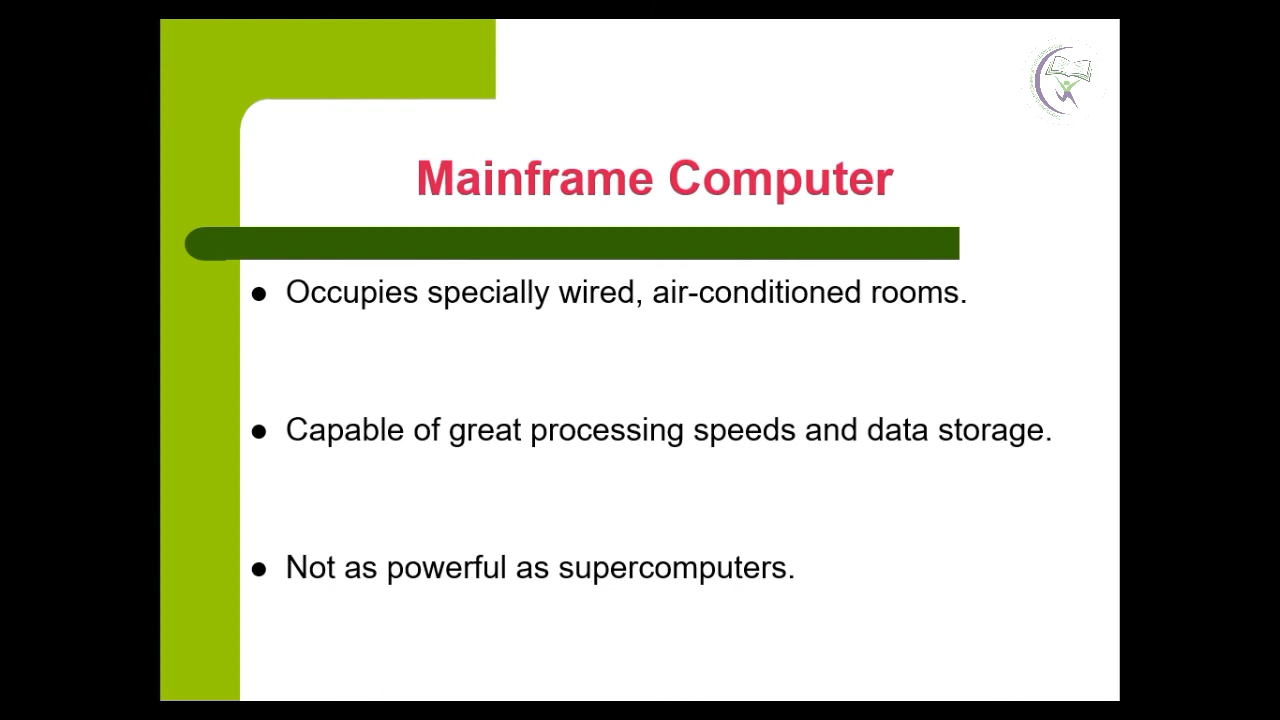 Mainframe Computer
● Occupies specially wired, air-conditioned rooms.
● Capable of great processing speeds and data storage.
● Not as powerful as supercomputers.